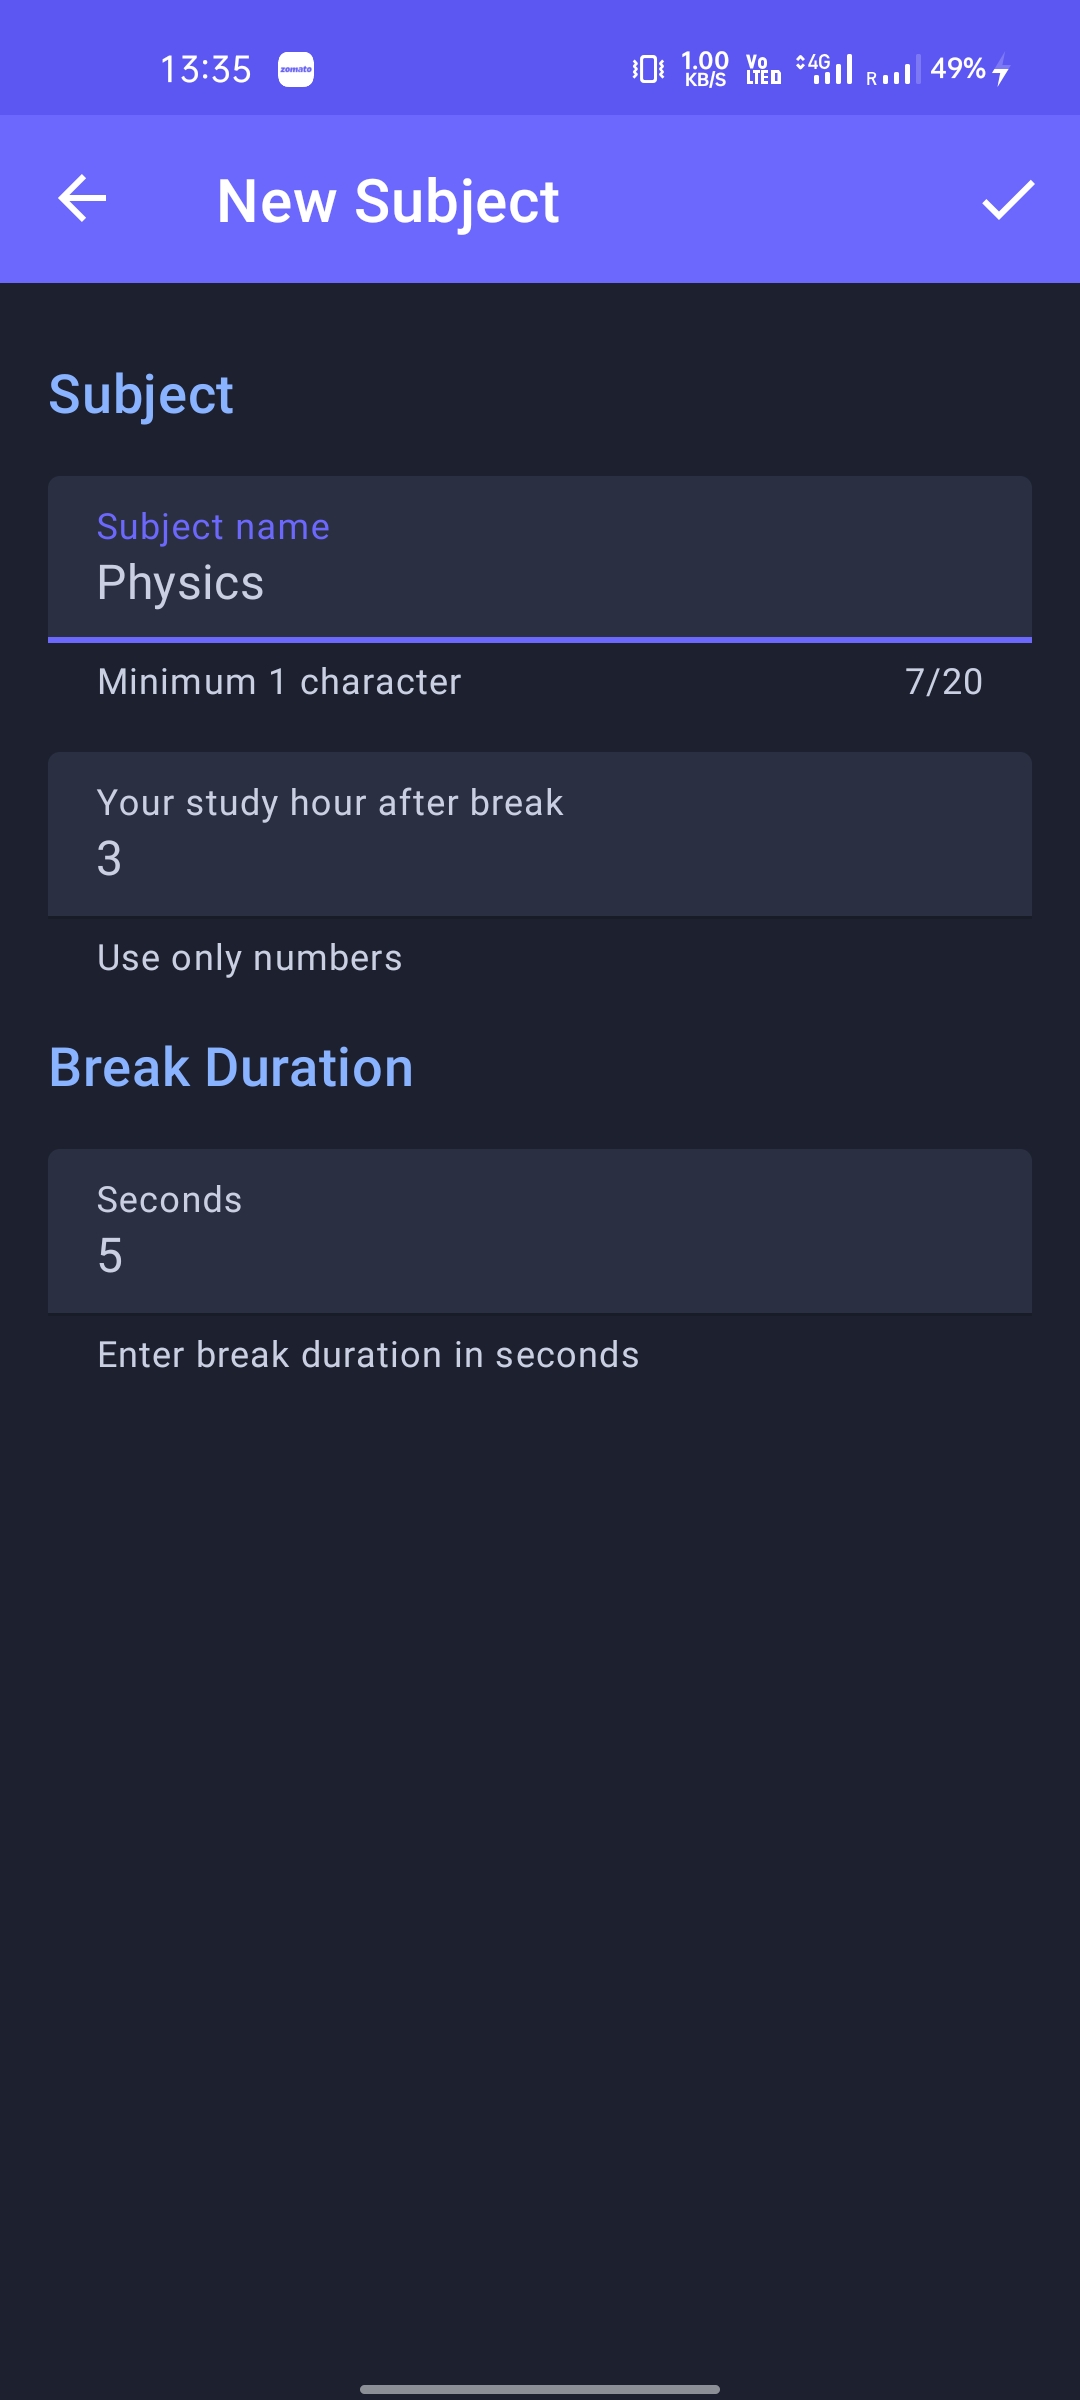 13:35 zomato 1.00 KB/S Vo LTE 4G R 49%
New Subject
Subject
Subject name
Physics
Minimum 1 character 7/20
Your study hour after break
3
Use only numbers
Break Duration
Seconds
5
Enter break duration in seconds